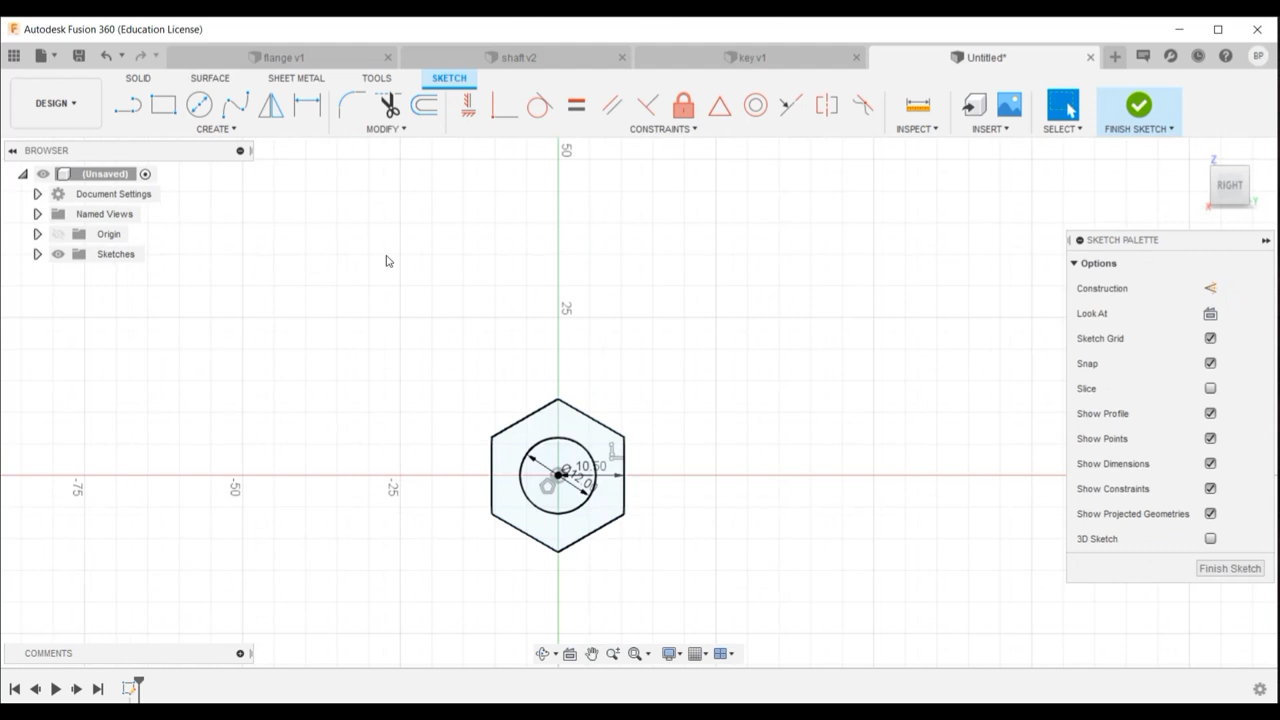 Autodesk Fusion 360 (Education License)
flange v1
shaft v2
key v1
Untitled*
BP
DESIGN
SOLID
SURFACE
SHEET METAL
TOOLS
SKETCH
CREATE
MODIFY
CONSTRAINTS
INSPECT
INSERT
SELECT
FINISH SKETCH
BROWSER
(Unsaved)
Document Settings
Named Views
Origin
Sketches
50
25
-75
-50
-25
10.50
Z
RIGHT
X
Y
SKETCH PALETTE
Options
Construction
Look At
Sketch Grid
Snap
Slice
Show Profile
Show Points
Show Dimensions
Show Constraints
Show Projected Geometries
3D Sketch
Finish Sketch
COMMENTS